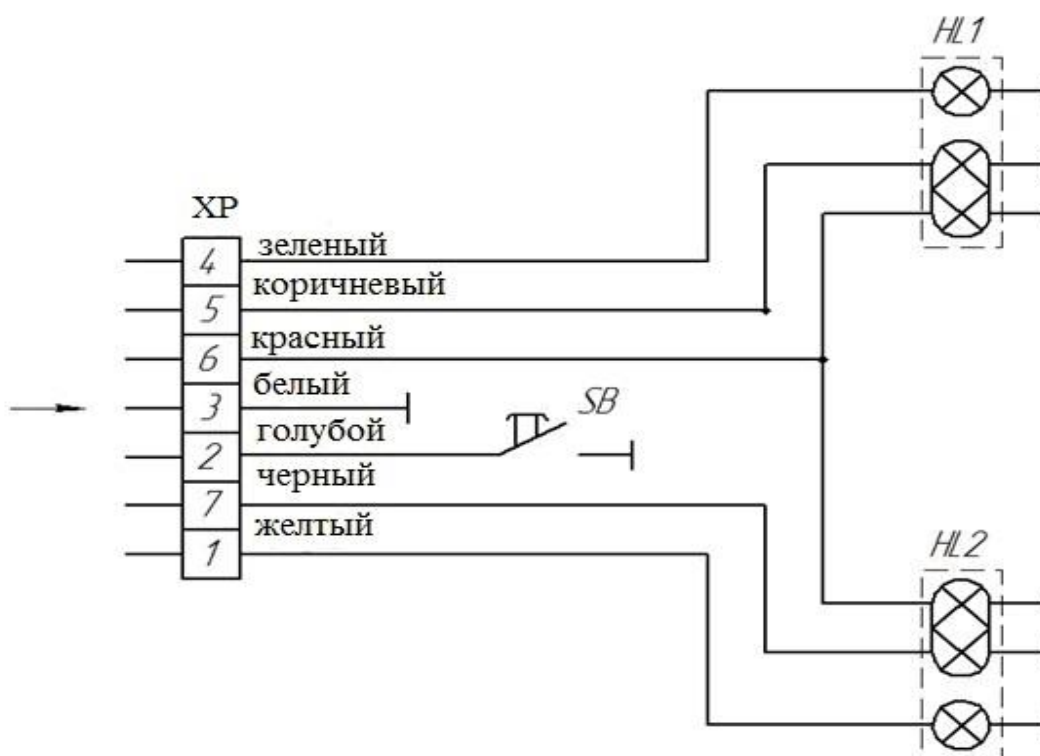 HL1
XP
4 зеленый
5 коричневый
6 красный
3 белый
SB
2 голубой
7 черный
1 желтый
HL2